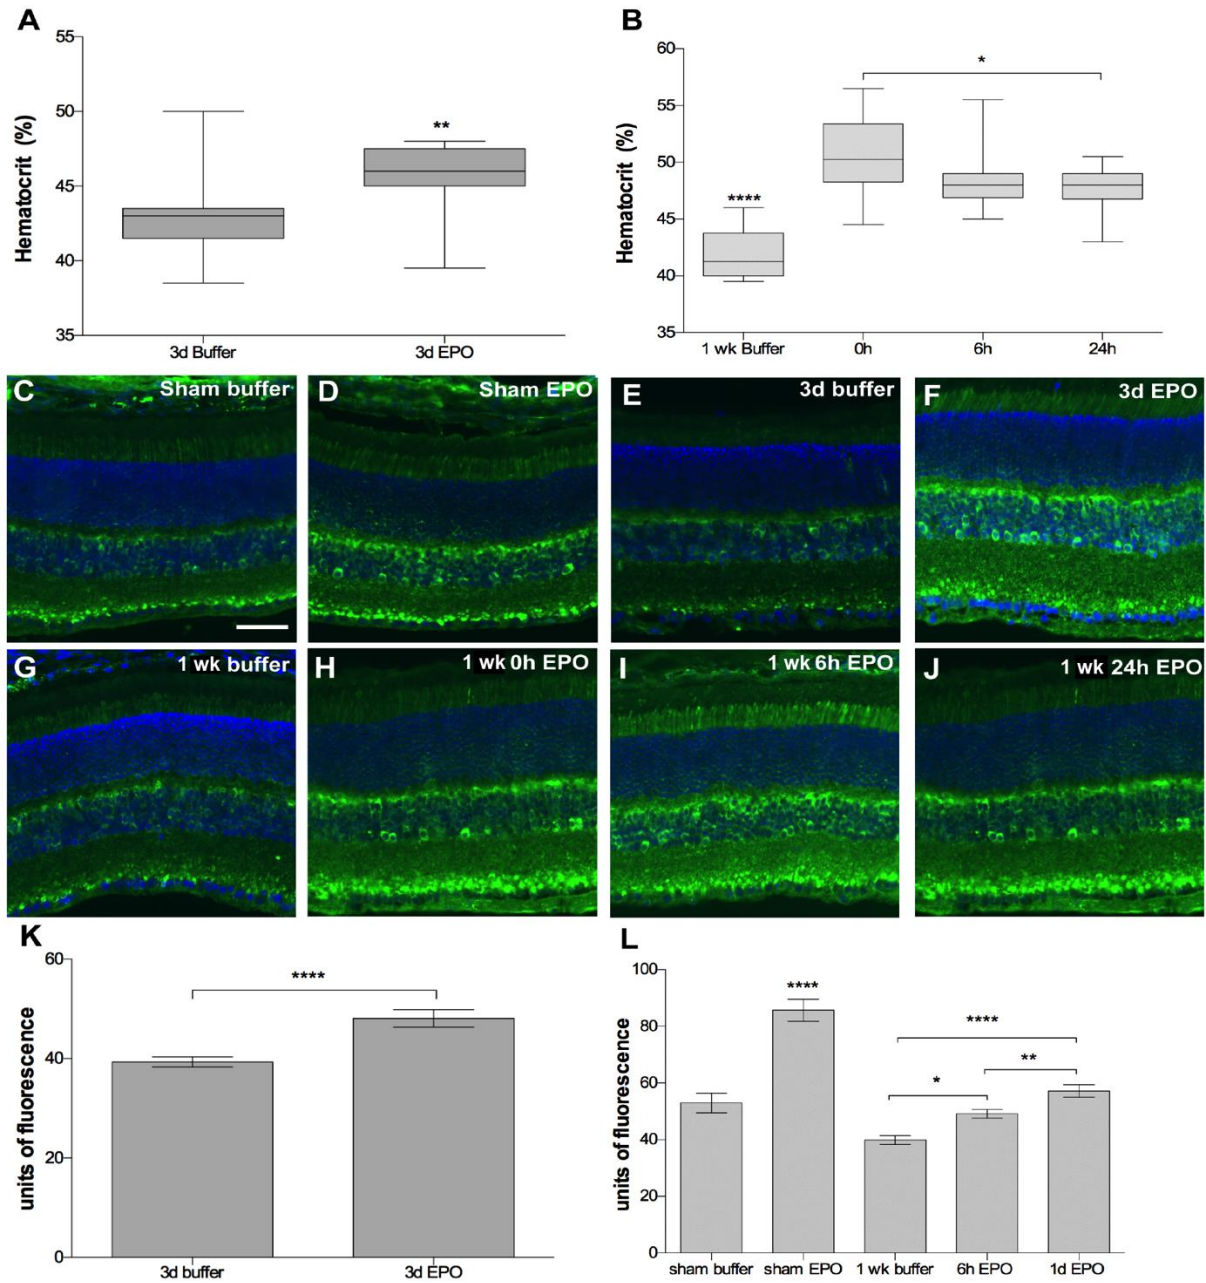 A
B
55
50
45
40
35
Hematocrit (%)
**
3d Buffer
3d EPO
60
55
50
45
40
35
Hematocrit (%)
****
*
1 wk Buffer
0h
6h
24h
C
Sham buffer
D
Sham EPO
E
3d buffer
F
3d EPO
G
1 wk buffer
H
1 wk 0h EPO
I
1 wk 6h EPO
J
1 wk 24h EPO
K
60
40
20
0
units of fluorescence
****
3d buffer
3d EPO
L
100
80
60
40
20
0
units of fluorescence
****
****
**
*
sham buffer
sham EPO
1 wk buffer
6h EPO
1d EPO